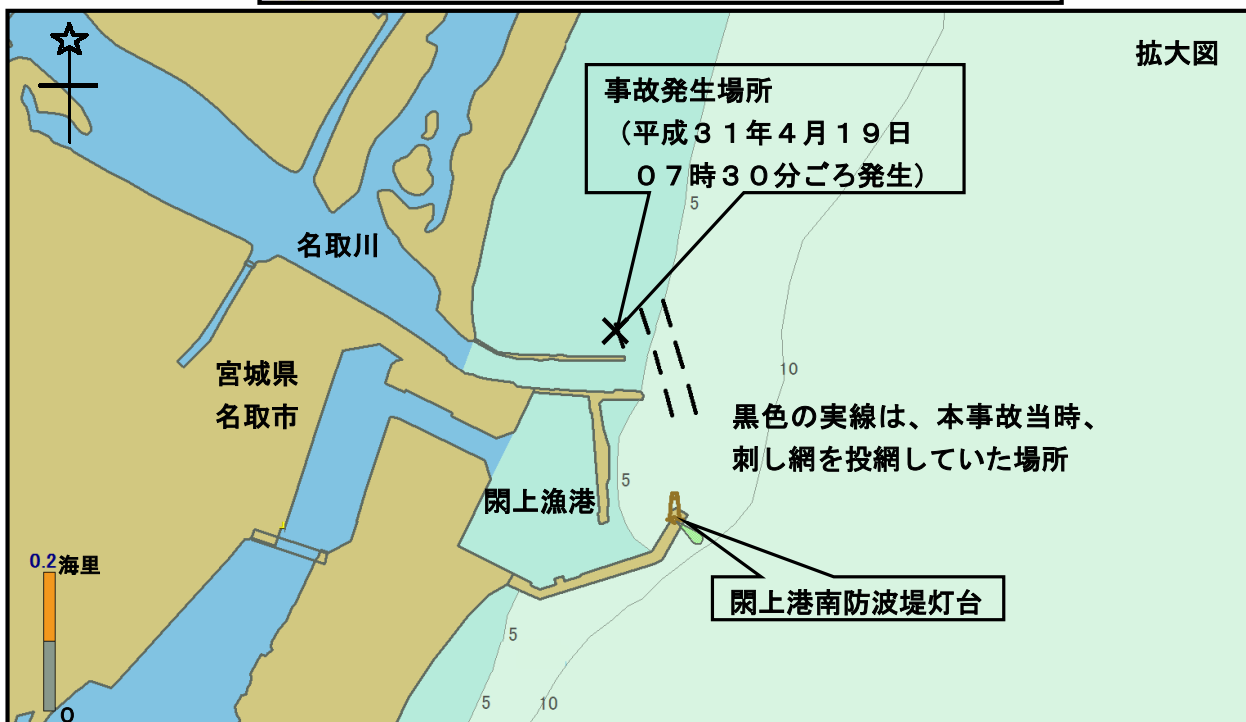 拡大図
事故発生場所
（平成３１年４月１９日
０７時３０分ごろ発生）
5
名取川
10
宮城県
名取市
黒色の実線は、本事故当時、
刺し網を投網していた場所
5
閖上漁港
0.2海里
閖上港南防波堤灯台
5
5
10
0